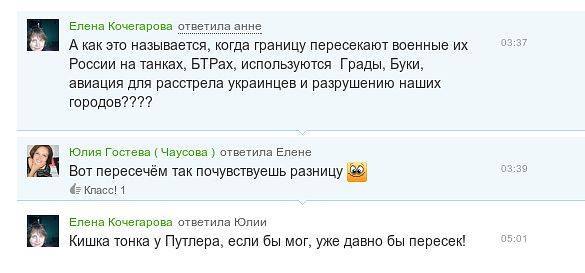 Елена Кочегарова ответила анне
А как это называется, когда границу пересекают военные их
03:37
России на танках, БТРах, используются Грады, Буки,
авиация для расстрела украинцев и разрушению наших
городов????
Юлия Гостева ( Чаусова ) ответила Елене
Вот пересечём так почувствуешь разницу
03:39
Класс! 1
Елена Кочегарова ответила Юлии
Кишка тонка у Путлера, если бы мог, уже давно бы пересек!
05:01